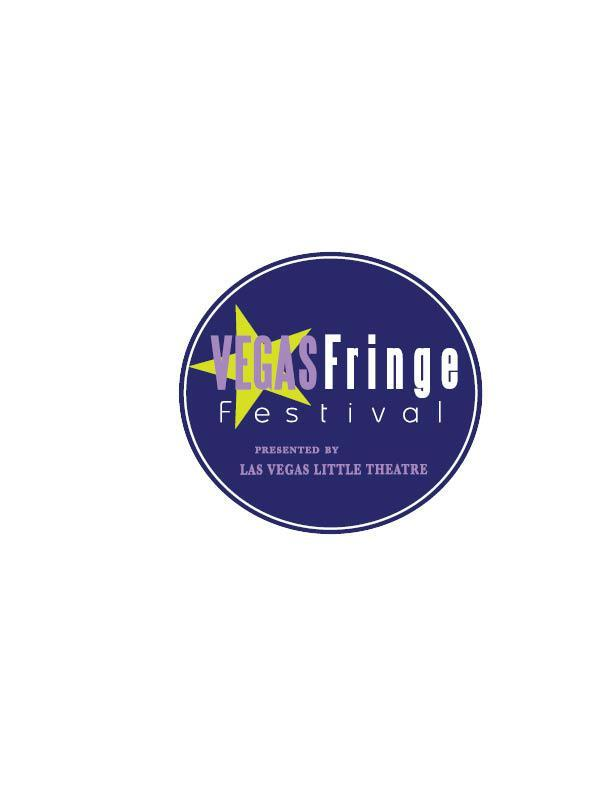 VEGASFringe
Festival
PRESENTED BY
LAS VEGAS LITTLE THEATRE